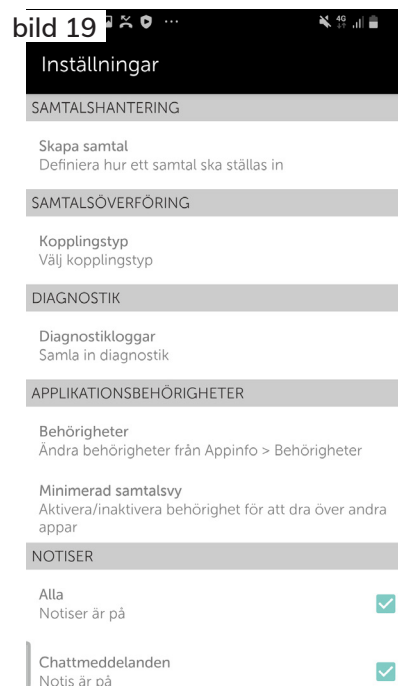 bild 19
4G
Inställningar
SAMTALSHANTERING
Skapa samtal
Definiera hur ett samtal ska ställas in
SAMTALSÖVERFÖRING
Kopplingstyp
Välj kopplingstyp
DIAGNOSTIK
Diagnostikloggar
Samla in diagnostik
APPLIKATIONSBEHÖRIGHETER
Behörigheter
Ändra behörigheter från Appinfo > Behörigheter
Minimerad samtalsvy
Aktivera/inaktivera behörighet för att dra över andra
appar
NOTISER
Alla
Notiser är på
Chattmeddelanden
Notis är på